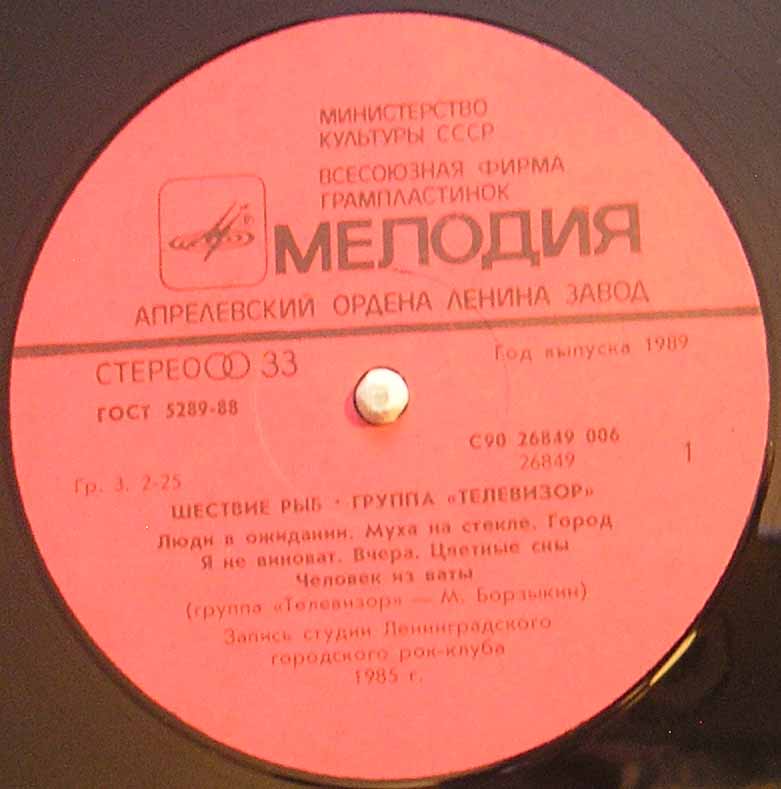 МИНИСТЕРСТВО
КУЛЬТУРЫ СССР
ВСЕСОЮЗНАЯ ФИРМА
ГРАМПЛАСТИНОК
МЕЛОДИЯ
АПРЕЛЕВСКИЙ ОРДЕНА ЛЕНИНА ЗАВОД
СТЕРЕО 33
Год выпуска 1989
ГОСТ 5289-88
С90 26849 006
26849
1
Гр. 3. 2-25
ШЕСТВИЕ РЫБ · ГРУППА «ТЕЛЕВИЗОР»
Люди в ожидании. Муха на стекле. Город
Я не виноват. Вчера. Цветные сны
Человек из ваты
(группа «Телевизор» — М. Борзыкин)
Запись студии Ленинградского
городского рок-клуба
1985 г.